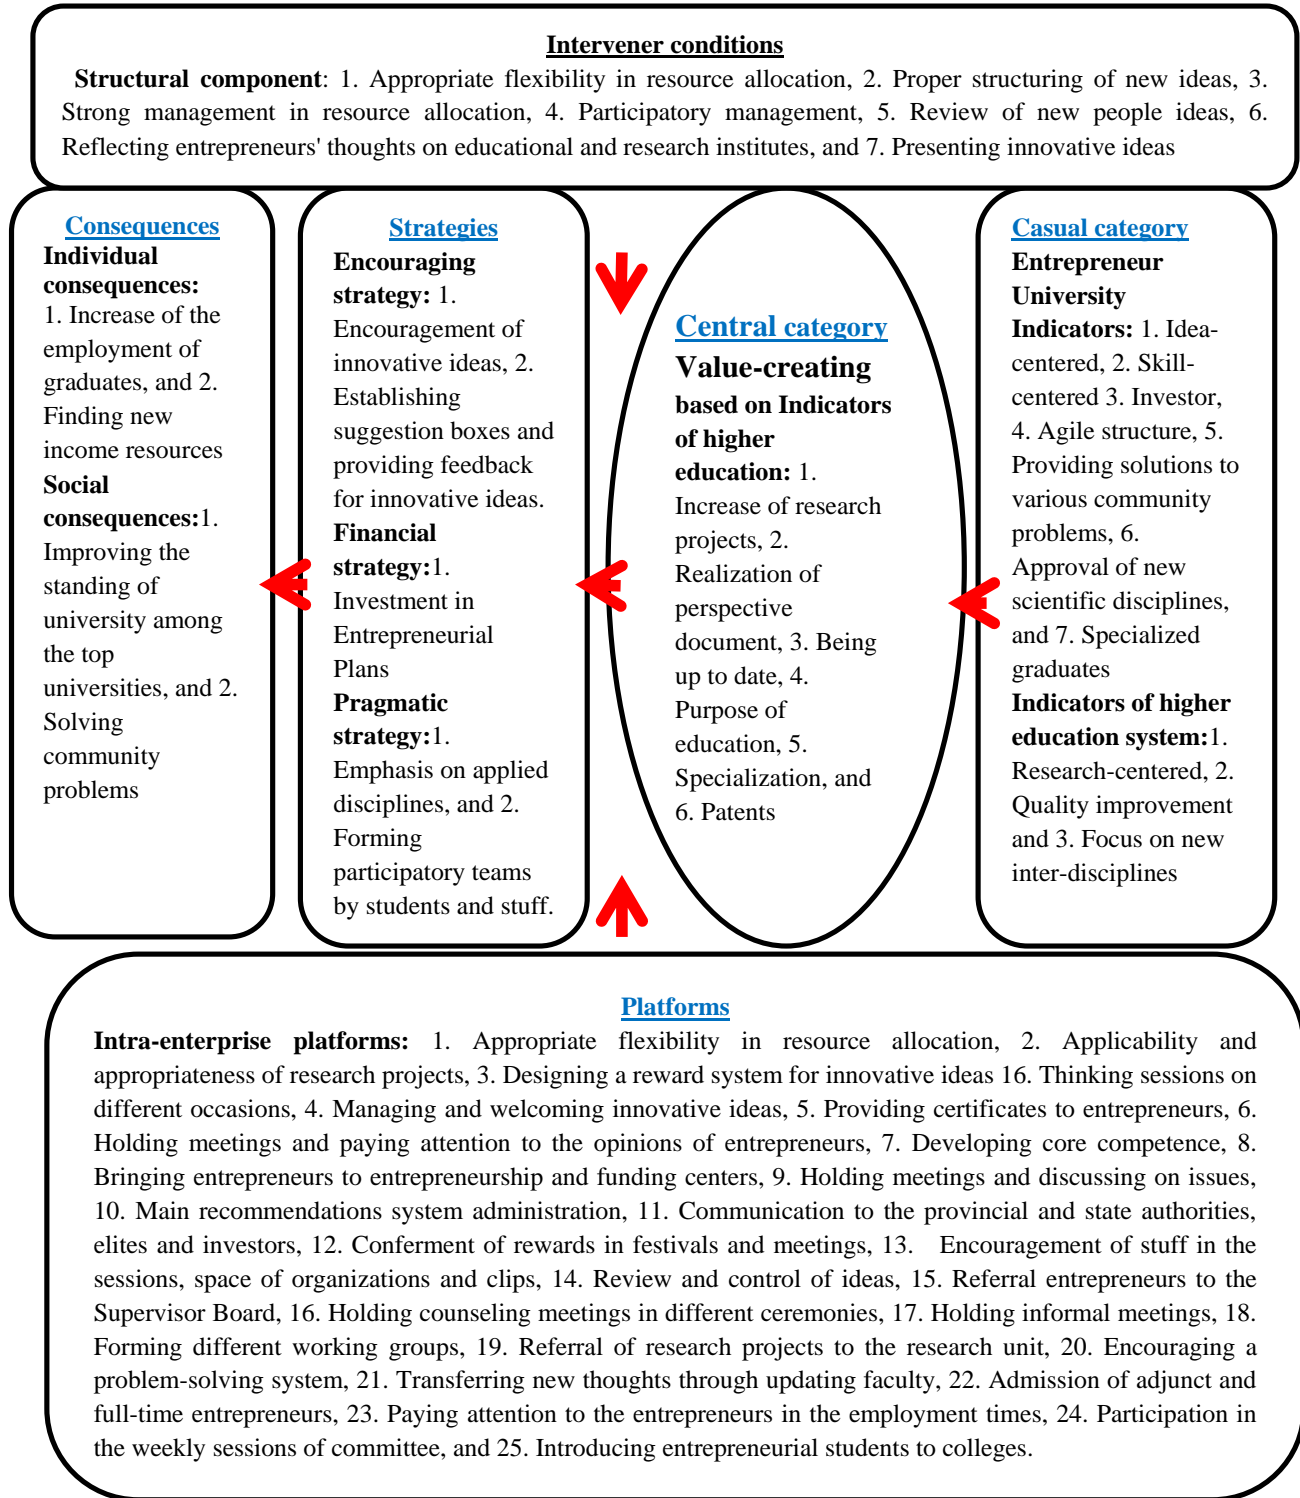 Intervener conditions
Structural component: 1. Appropriate flexibility in resource allocation, 2. Proper structuring of new ideas, 3.
Strong management in resource allocation, 4. Participatory management, 5. Review of new people ideas, 6.
Reflecting entrepreneurs' thoughts on educational and research institutes, and 7. Presenting innovative ideas
Consequences
Individual
consequences:
1. Increase of the
employment of
graduates, and 2.
Finding new
income resources
Social
consequences:1.
Improving the
standing of
university among
the top
universities, and 2.
Solving
community
problems
Strategies
Encouraging
strategy: 1.
Encouragement of
innovative ideas, 2.
Establishing
suggestion boxes and
providing feedback
for innovative ideas.
Financial
strategy:1.
Investment in
Entrepreneurial
Plans
Pragmatic
strategy:1.
Emphasis on applied
disciplines, and 2.
Forming
participatory teams
by students and stuff.
Central category
Value-creating
based on Indicators
of higher
education: 1.
Increase of research
projects, 2.
Realization of
perspective
document, 3. Being
up to date, 4.
Purpose of
education, 5.
Specialization, and
6. Patents
Casual category
Entrepreneur
University
Indicators: 1. Idea-
centered, 2. Skill-
centered 3. Investor,
4. Agile structure, 5.
Providing solutions to
various community
problems, 6.
Approval of new
scientific disciplines,
and 7. Specialized
graduates
Indicators of higher
education system:1.
Research-centered, 2.
Quality improvement
and 3. Focus on new
inter-disciplines
Platforms
Intra-enterprise platforms: 1. Appropriate flexibility in resource allocation, 2. Applicability and
appropriateness of research projects, 3. Designing a reward system for innovative ideas 16. Thinking sessions on
different occasions, 4. Managing and welcoming innovative ideas, 5. Providing certificates to entrepreneurs, 6.
Holding meetings and paying attention to the opinions of entrepreneurs, 7. Developing core competence, 8.
Bringing entrepreneurs to entrepreneurship and funding centers, 9. Holding meetings and discussing on issues,
10. Main recommendations system administration, 11. Communication to the provincial and state authorities,
elites and investors, 12. Conferment of rewards in festivals and meetings, 13. Encouragement of stuff in the
sessions, space of organizations and clips, 14. Review and control of ideas, 15. Referral entrepreneurs to the
Supervisor Board, 16. Holding counseling meetings in different ceremonies, 17. Holding informal meetings, 18.
Forming different working groups, 19. Referral of research projects to the research unit, 20. Encouraging a
problem-solving system, 21. Transferring new thoughts through updating faculty, 22. Admission of adjunct and
full-time entrepreneurs, 23. Paying attention to the entrepreneurs in the employment times, 24. Participation in
the weekly sessions of committee, and 25. Introducing entrepreneurial students to colleges.